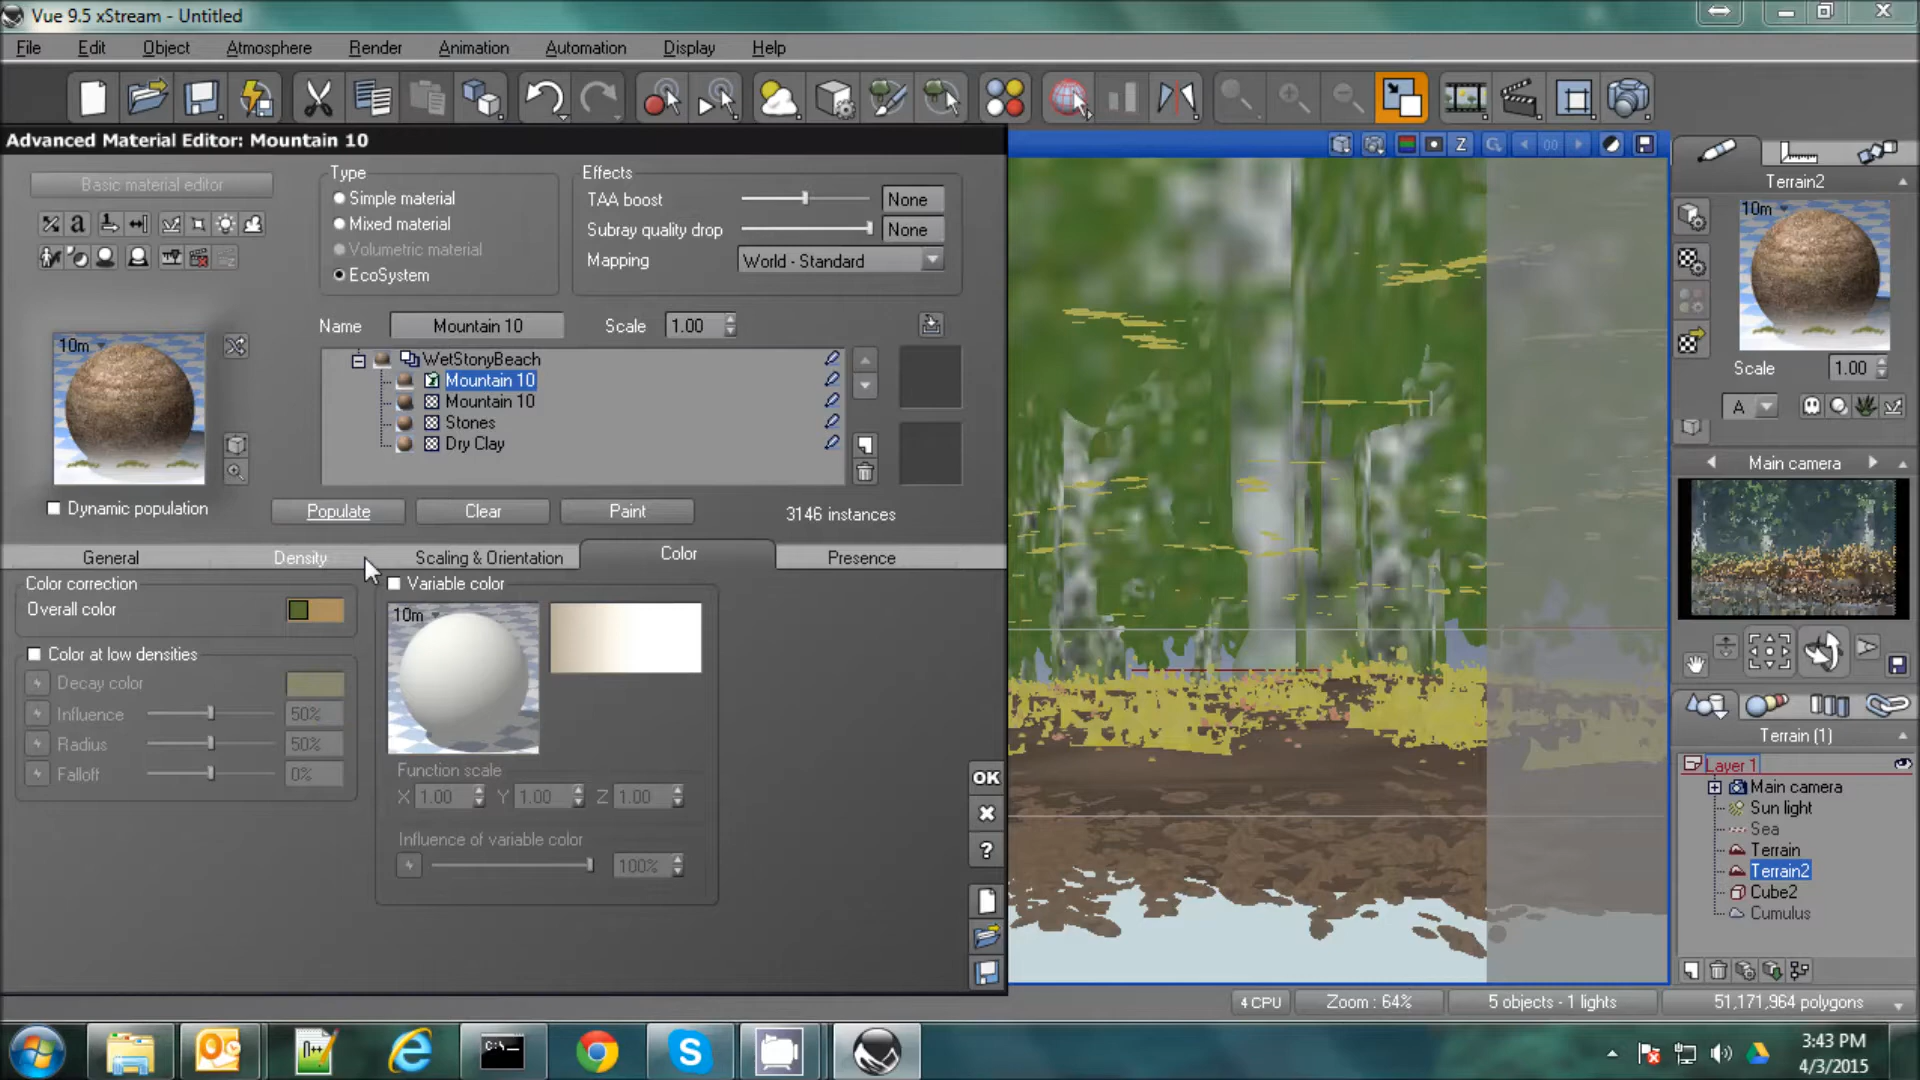 Vue 9.5 xStream - Untitled
File Edit Object Atmosphere Render Animation Automation Display Help
Advanced Material Editor: Mountain 10
Basic material editor
Type
Simple material
Mixed material
Volumetric material
EcoSystem
Effects
TAA boost None
Subray quality drop None
Mapping World - Standard
Name Mountain 10 Scale 1.00
10m
WetStonyBeach
Mountain 10
Mountain 10
Stones
Dry Clay
Dynamic population Populate Clear Paint 3146 instances
General Density Scaling & Orientation Color Presence
Color correction
Overall color
Color at low densities
Decay color
Influence 50%
Radius 50%
Falloff 0%
Variable color
10m
Function scale
X 1.00 Y 1.00 Z 1.00
Influence of variable color
100%
OK
?
Z 00
Terrain2
10m
Scale 1.00
A
Main camera
Terrain (1)
Layer 1
Main camera
Sun light
Sea
Terrain
Terrain2
Cube2
Cumulus
4 CPU Zoom : 64% 5 objects - 1 lights 51,171,964 polygons
3:43 PM
4/3/2015